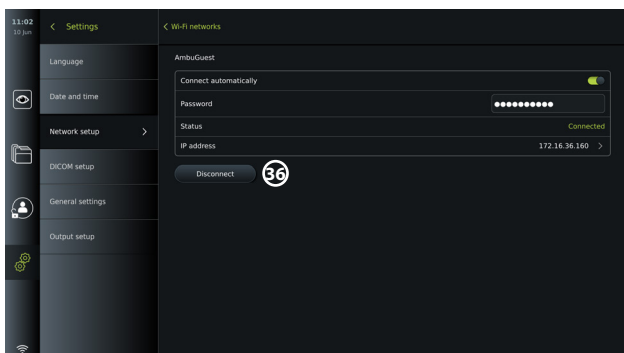 11:02
10 Jun
Settings
Language
Date and time
Network setup
DICOM setup
General settings
Output setup
Wi-Fi networks
AmbuGuest
Connect automatically
Password ●●●●●●●●●●
Status Connected
IP address 172.16.36.160
Disconnect 36